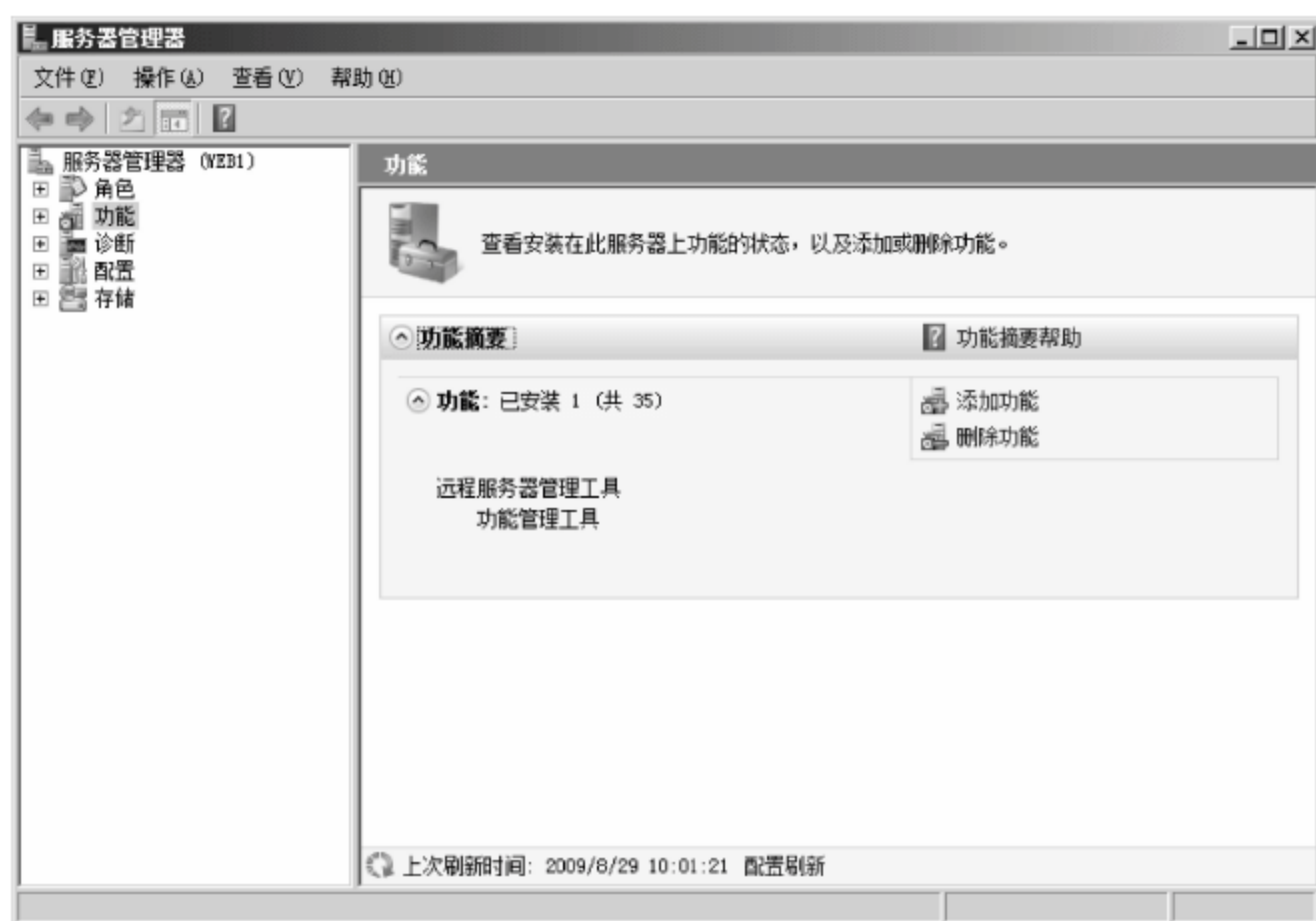 服务器管理器
文件(F) 操作(A) 查看(V) 帮助(H)
服务器管理器 (WEB1)
角色
功能
诊断
配置
存储
功能
查看安装在此服务器上功能的状态，以及添加或删除功能。
功能摘要
功能摘要帮助
功能: 已安装 1 (共 35)
添加功能
删除功能
远程服务器管理工具
功能管理工具
上次刷新时间: 2009/8/29 10:01:21 配置刷新